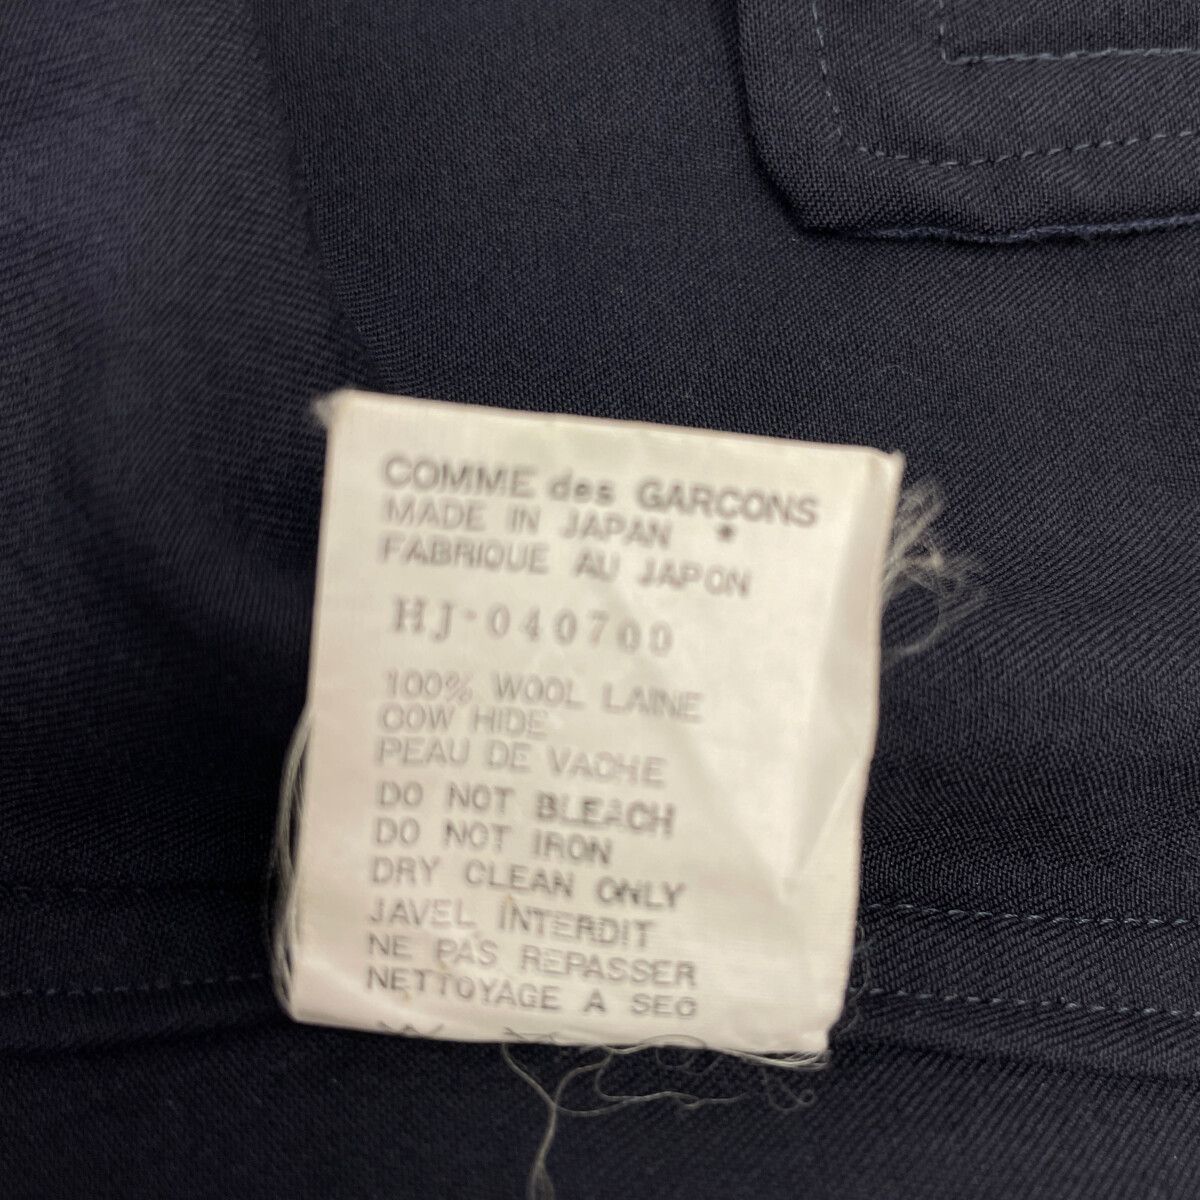 COMME des GARÇONS
MADE IN JAPAN *
FABRIQUE AU JAPON
HJ-040700
100% WOOL LAINE
COW HIDE
PEAU DE VACHE
DO NOT BLEACH
DO NOT IRON
DRY CLEAN ONLY
JAVEL INTERDIT
NE PAS REPASSER
NETTOYAGE A SEC